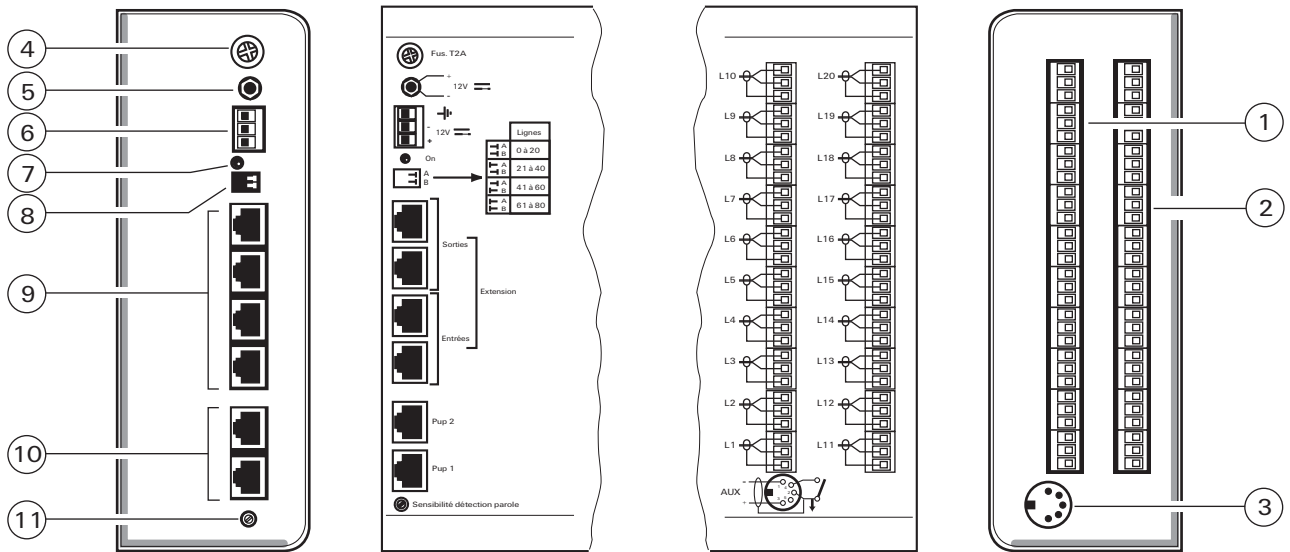 4
5
6
7
8
9
10
11
Fus. T2A
+
12V
-
-
12V
+
On
A
B
Lignes
A
B
0 à 20
A
B
21 à 40
A
B
41 à 60
A
B
61 à 80
Sorties
Extension
Entrées
Pup 2
Pup 1
Sensibilité détection parole
L10
L20
L9
L19
L8
L18
L7
L17
L6
L16
L5
L15
L4
L14
L3
L13
L2
L12
L1
L11
AUX
-
+
1
2
3